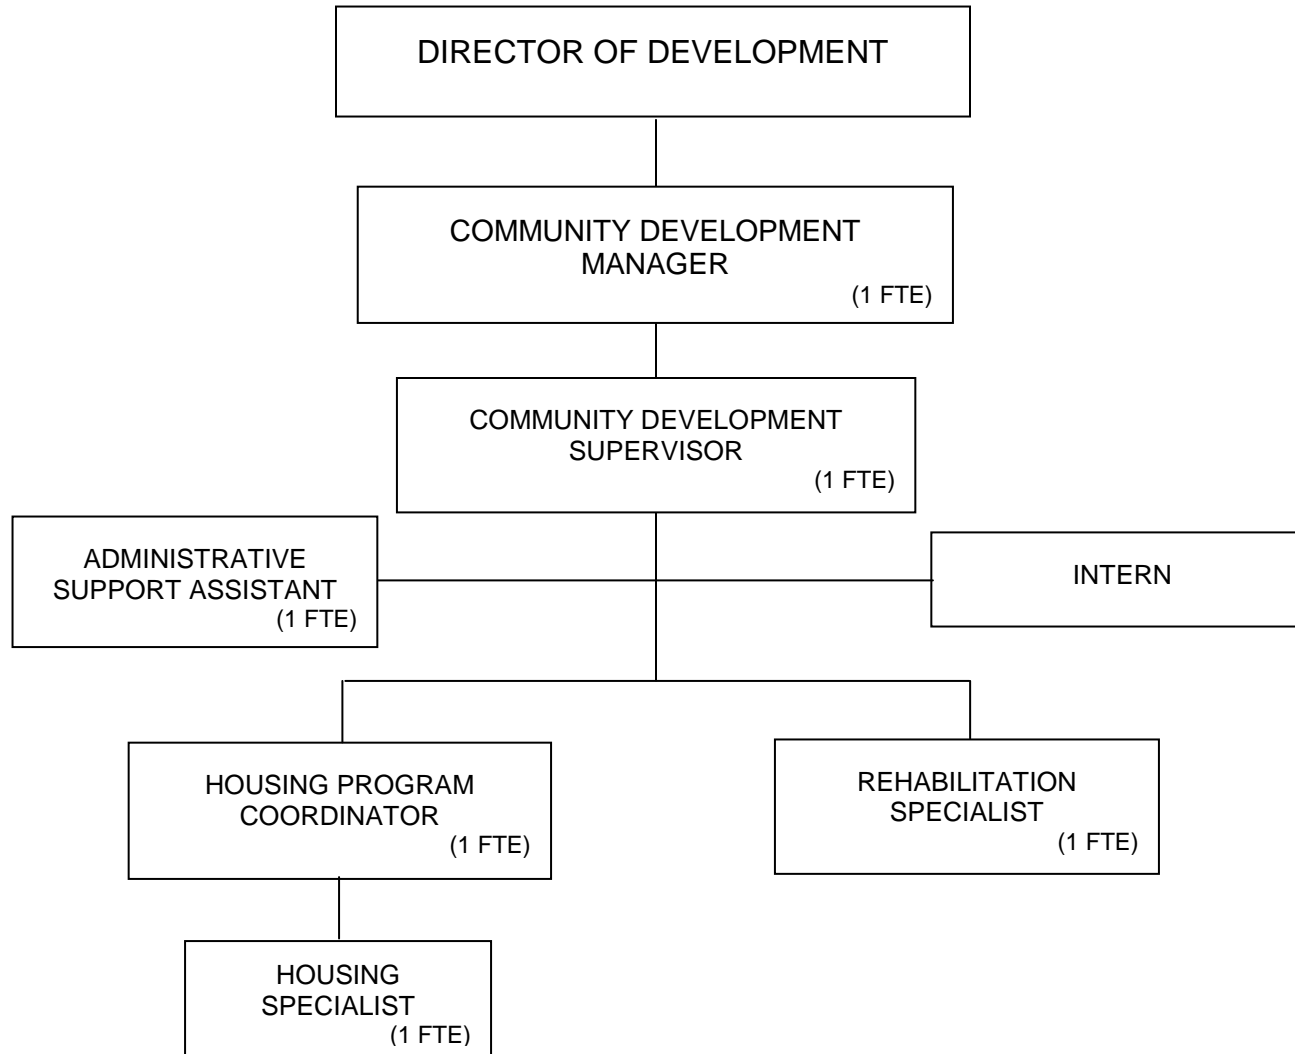 DIRECTOR OF DEVELOPMENT
COMMUNITY DEVELOPMENT
MANAGER
(1 FTE)
COMMUNITY DEVELOPMENT
SUPERVISOR
(1 FTE)
ADMINISTRATIVE
SUPPORT ASSISTANT
(1 FTE)
INTERN
HOUSING PROGRAM
COORDINATOR
(1 FTE)
REHABILITATION
SPECIALIST
(1 FTE)
HOUSING
SPECIALIST
(1 FTE)